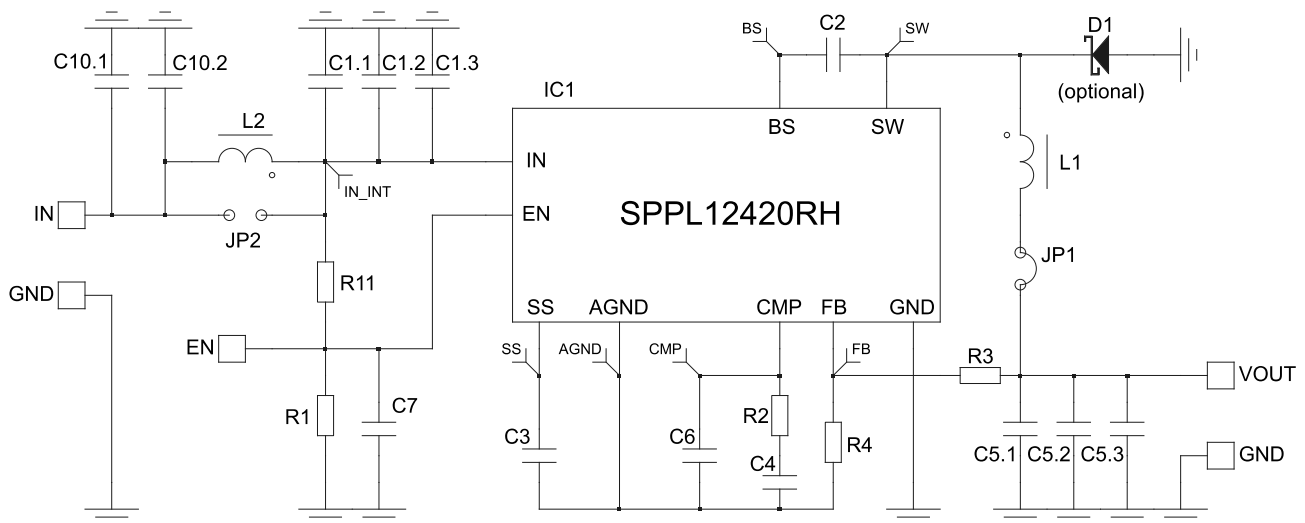 BS
C2
SW
D1
C10.1
C10.2
C1.1
C1.2
C1.3
(optional)
IC1
L2
BS
SW
IN
L1
IN_INT
IN
EN
SPPL12420RH
JP2
JP1
R11
GND
SS
AGND
CMP
FB
GND
EN
SS
AGND
CMP
FB
R3
VOUT
R1
C7
R2
C3
C6
R4
C4
C5.1
C5.2
C5.3
GND